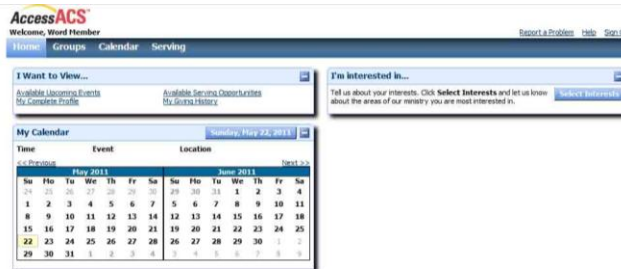 AccessACS
Welcome, Word Member
Report a Problem Help Sign
Home Groups Calendar Serving
I Want to View...
Available Upcoming Events Available Serving Opportunities
My Complete Profile My Giving History
I'm interested in...
Tell us about your interests. Click Select Interests and let us know
about the areas of our ministry you are most interested in.
Select Interests
My Calendar Sunday, May 22, 2011
Time Event Location
<< Previous Next >>
May 2011 June 2011
Su Mo Tu We Th Fr Sa Su Mo Tu We Th Fr Sa
24 25 26 27 28 29 30 29 30 31 1 2 3 4
1 2 3 4 5 6 7 5 6 7 8 9 10 11
8 9 10 11 12 13 14 12 13 14 15 16 17 18
15 16 17 18 19 20 21 19 20 21 22 23 24 25
22 23 24 25 26 27 28 26 27 28 29 30 1 2
29 30 31 1 2 3 4 3 4 5 6 7 8 9